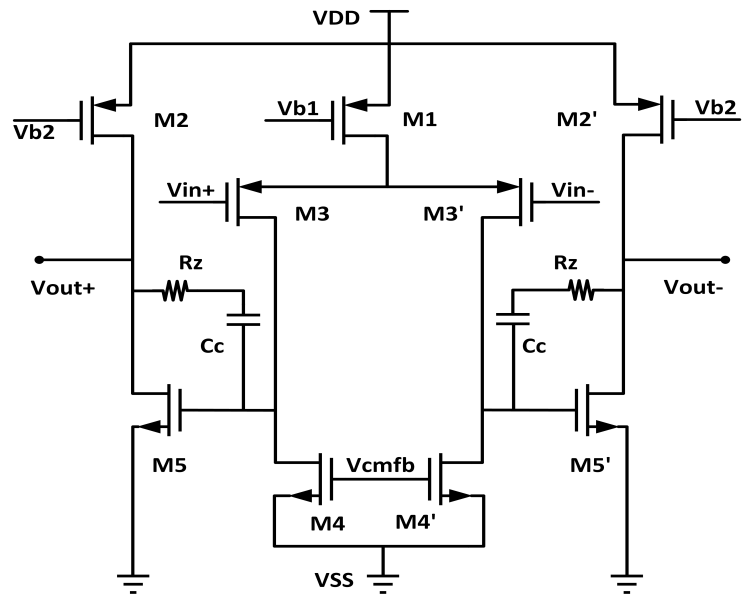 VDD
Vb2
M2
Vb1
M1
M2'
Vb2
Vin+
M3
M3'
Vin-
Vout+
Rz
Cc
Rz
Cc
Vout-
M5
Vcmfb
M5'
M4
M4'
VSS